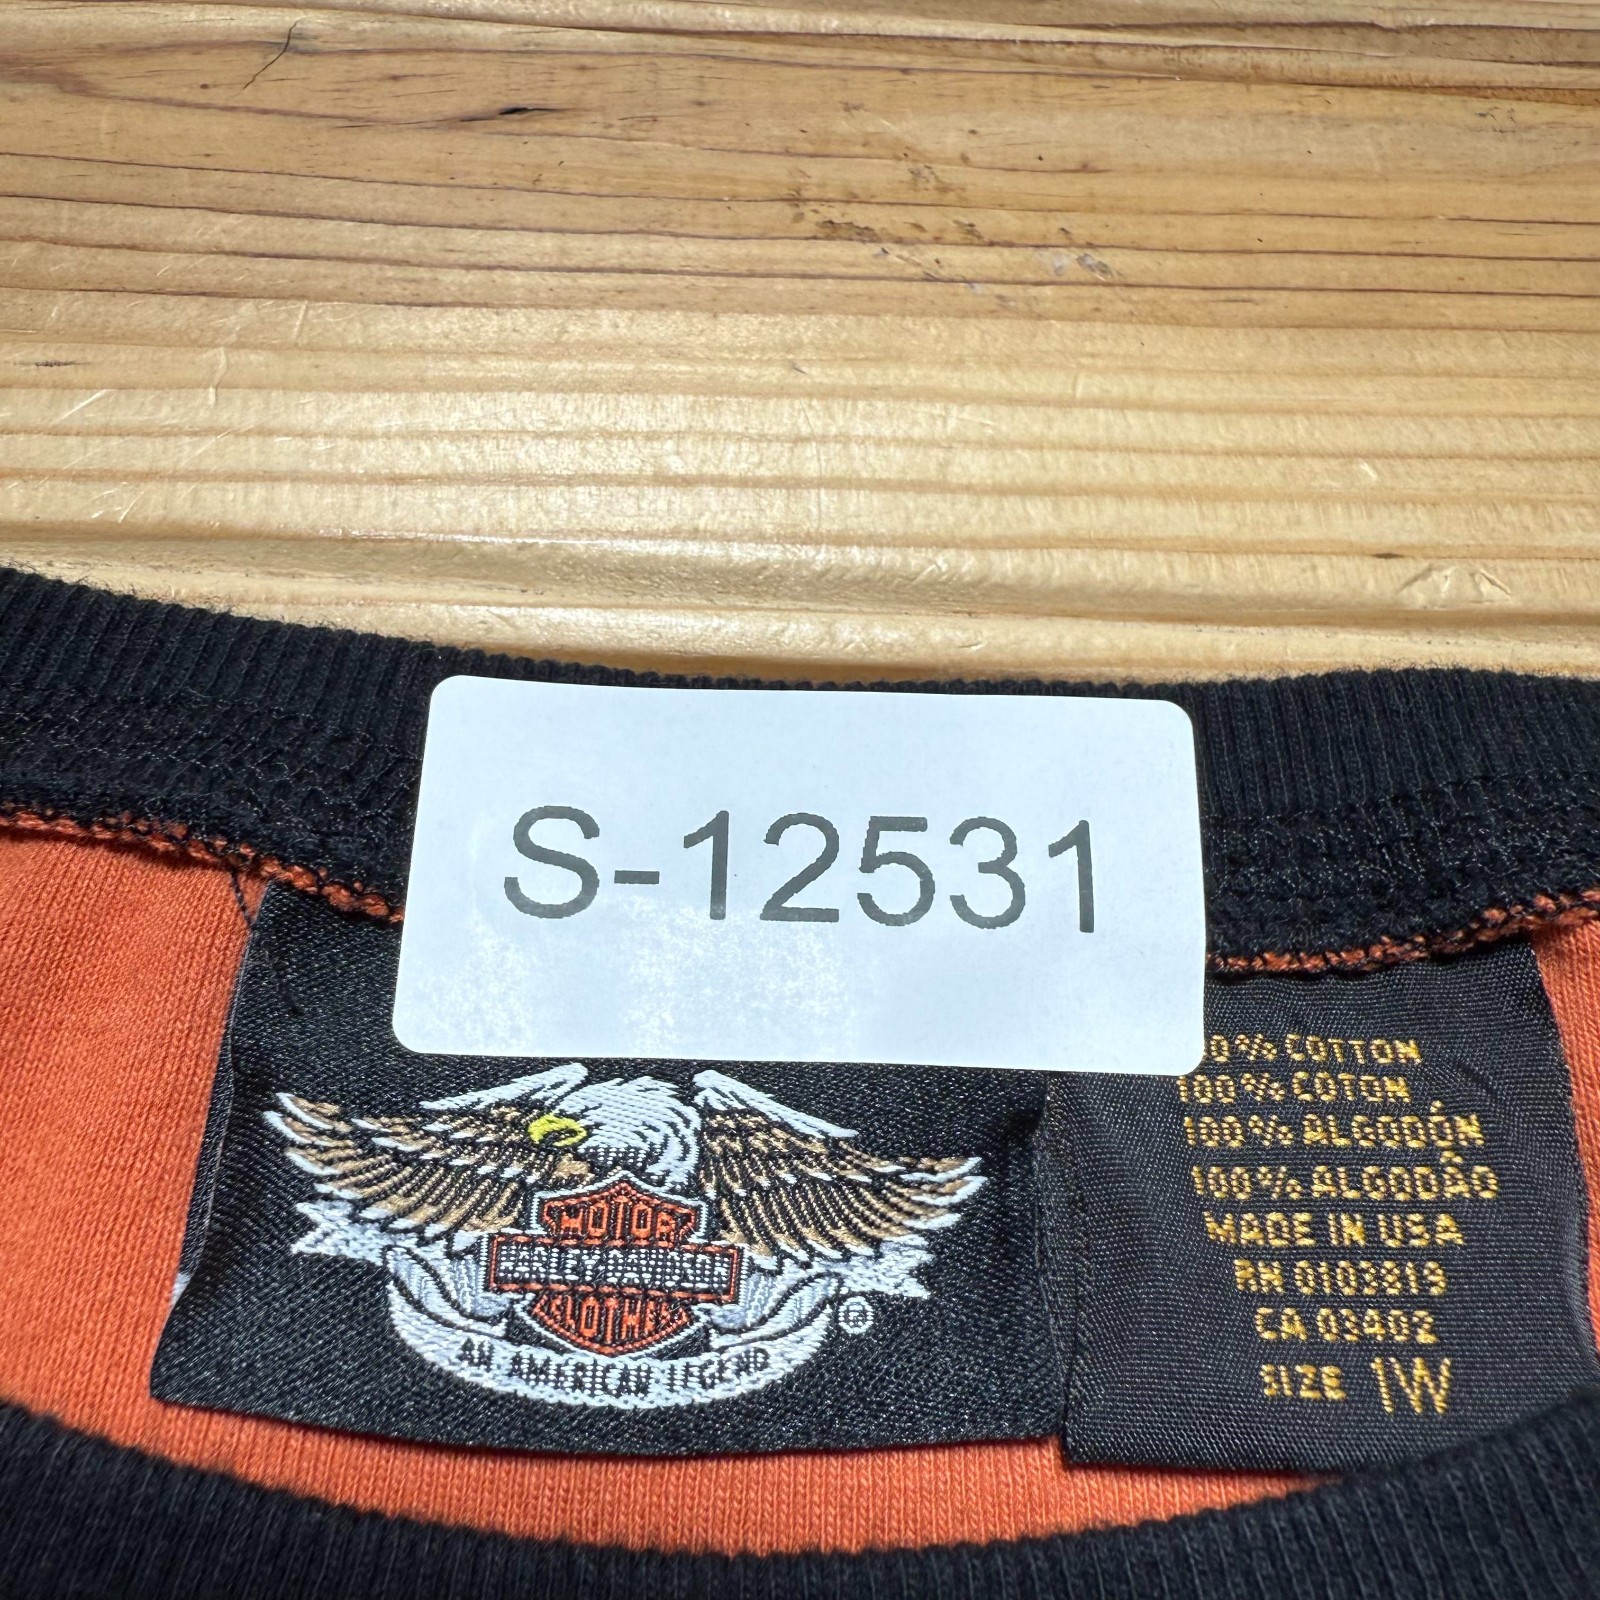 S-12531
MOTOR
HARLEY-DAVIDSON
CLOTHES
AN AMERICAN LEGEND
®
00% COTTON
100% COTON
100% ALGODÓN
100% ALGODÃO
MADE IN USA
RN 0103819
CA 03402
SIZE 1W